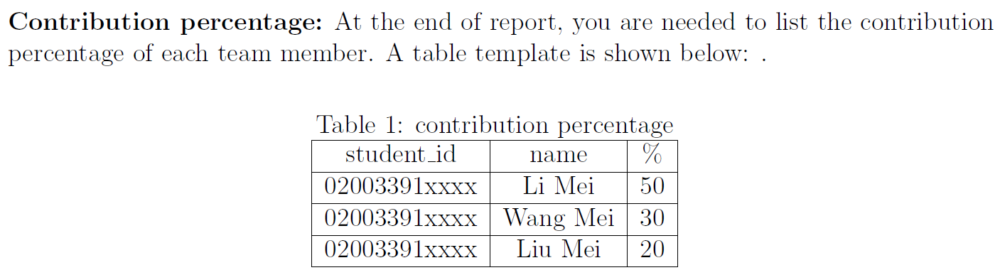 Contribution percentage: At the end of report, you are needed to list the contribution
percentage of each team member. A table template is shown below: .
Table 1: contribution percentage
student_id name %
02003391xxxx Li Mei 50
02003391xxxx Wang Mei 30
02003391xxxx Liu Mei 20